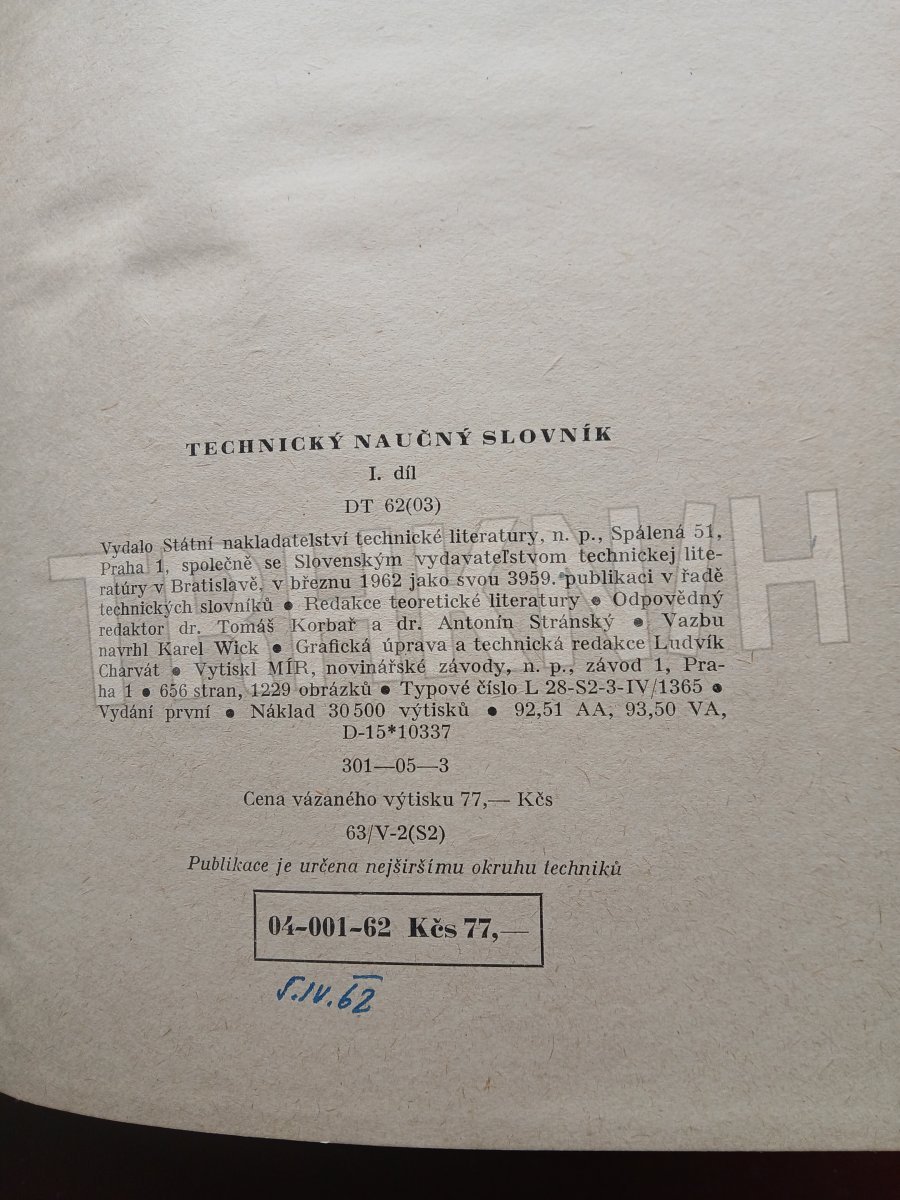 TECHNICKÝ NAUČNÝ SLOVNÍK
I. díl
DT 62(03)
Vydalo Státní nakladatelství technické literatury, n. p., Spálená 51,
Praha 1, společně se Slovenským vydavateľstvom technickej lite-
ratúry v Bratislavě, v březnu 1962 jako svou 3959. publikaci v řadě
technických slovníků ● Redakce teoretické literatury ● Odpovědný
redaktor dr. Tomáš Korbař a dr. Antonín Stránský ● Vazbu
navrhl Karel Wick ● Grafická úprava a technická redakce Ludvík
Charvát ● Vytiskl MÍR, novinářské závody, n. p., závod 1, Pra-
ha 1 ● 656 stran, 1229 obrázků ● Typové číslo L 28-S2-3-IV/1365 ●
Vydání první ● Náklad 30 500 výtisků ● 92,51 AA, 93,50 VA,
D-15*10337
301—05—3
Cena vázaného výtisku 77,— Kčs
63/V-2(S2)
Publikace je určena nejširšímu okruhu techniků
04-001-62 Kčs 77,—
5.IV.62